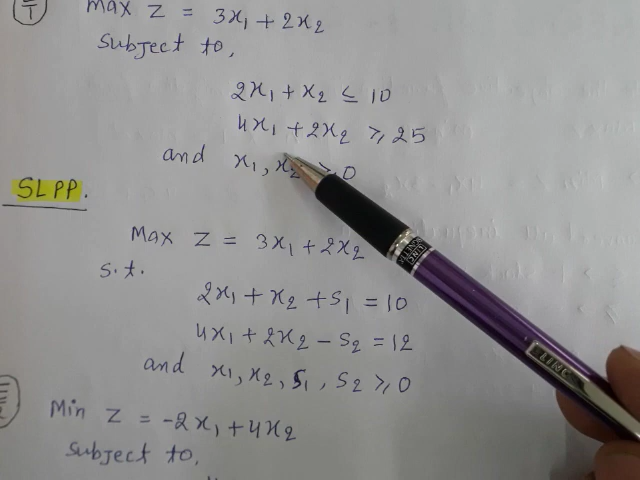 Max Z = 3x₁ + 2x₂
Subject to,
2x₁ + x₂ ≤ 10
4x₁ + 2x₂ ≥ 25
and x₁, x₂ ≥ 0
SLPP.
Max Z = 3x₁ + 2x₂
s.t.
2x₁ + x₂ + S₁ = 10
4x₁ + 2x₂ - S₂ = 12
and x₁, x₂, S₁, S₂ ≥ 0
Min Z = -2x₁ + 4x₂
Subject to,
LINC
LINC